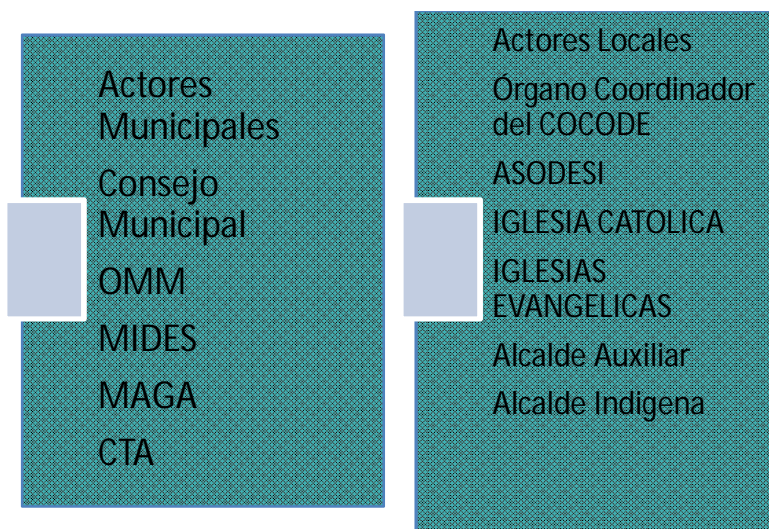 Actores
Municipales
Consejo
Municipal
OMM
MIDES
MAGA
CTA
Actores Locales
Órgano Coordinador
del COCODE
ASODESI
IGLESIA CATOLICA
IGLESIAS
EVANGELICAS
Alcalde Auxiliar
Alcalde Indigena